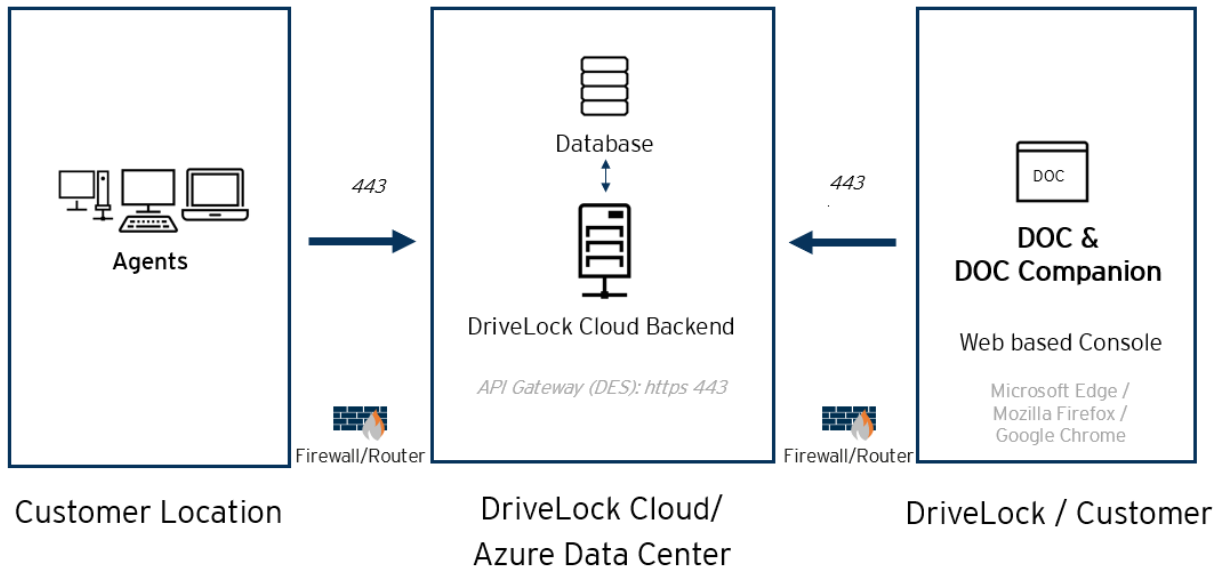 443
Agents
Firewall/Router
Customer Location
Database
DriveLock Cloud Backend
API Gateway (DES): https 443
DriveLock Cloud/
Azure Data Center
443
.
Firewall/Router
DOC
DOC &
DOC Companion
Web based Console
Microsoft Edge /
Mozilla Firefox /
Google Chrome
DriveLock / Customer